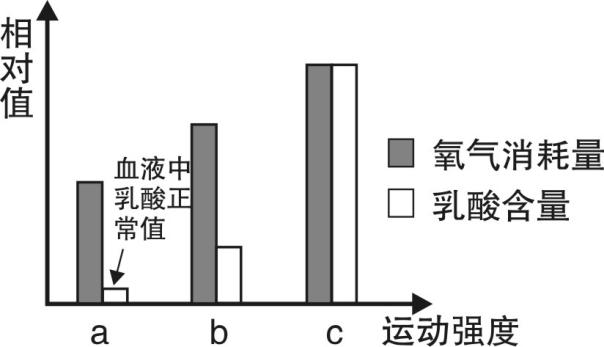 相对值
血液中
乳酸正
常值
氧气消耗量
乳酸含量
a b c 运动强度